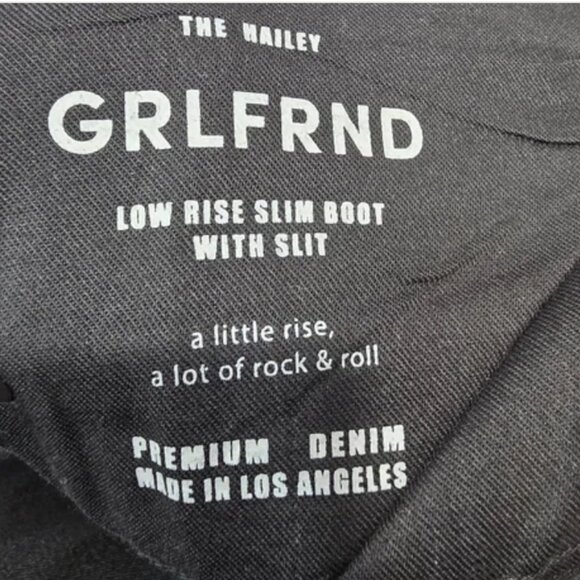 THE HAILEY
GRLFRND
LOW RISE SLIM BOOT
WITH SLIT
a little rise,
a lot of rock & roll
PREMIUM DENIM
MADE IN LOS ANGELES